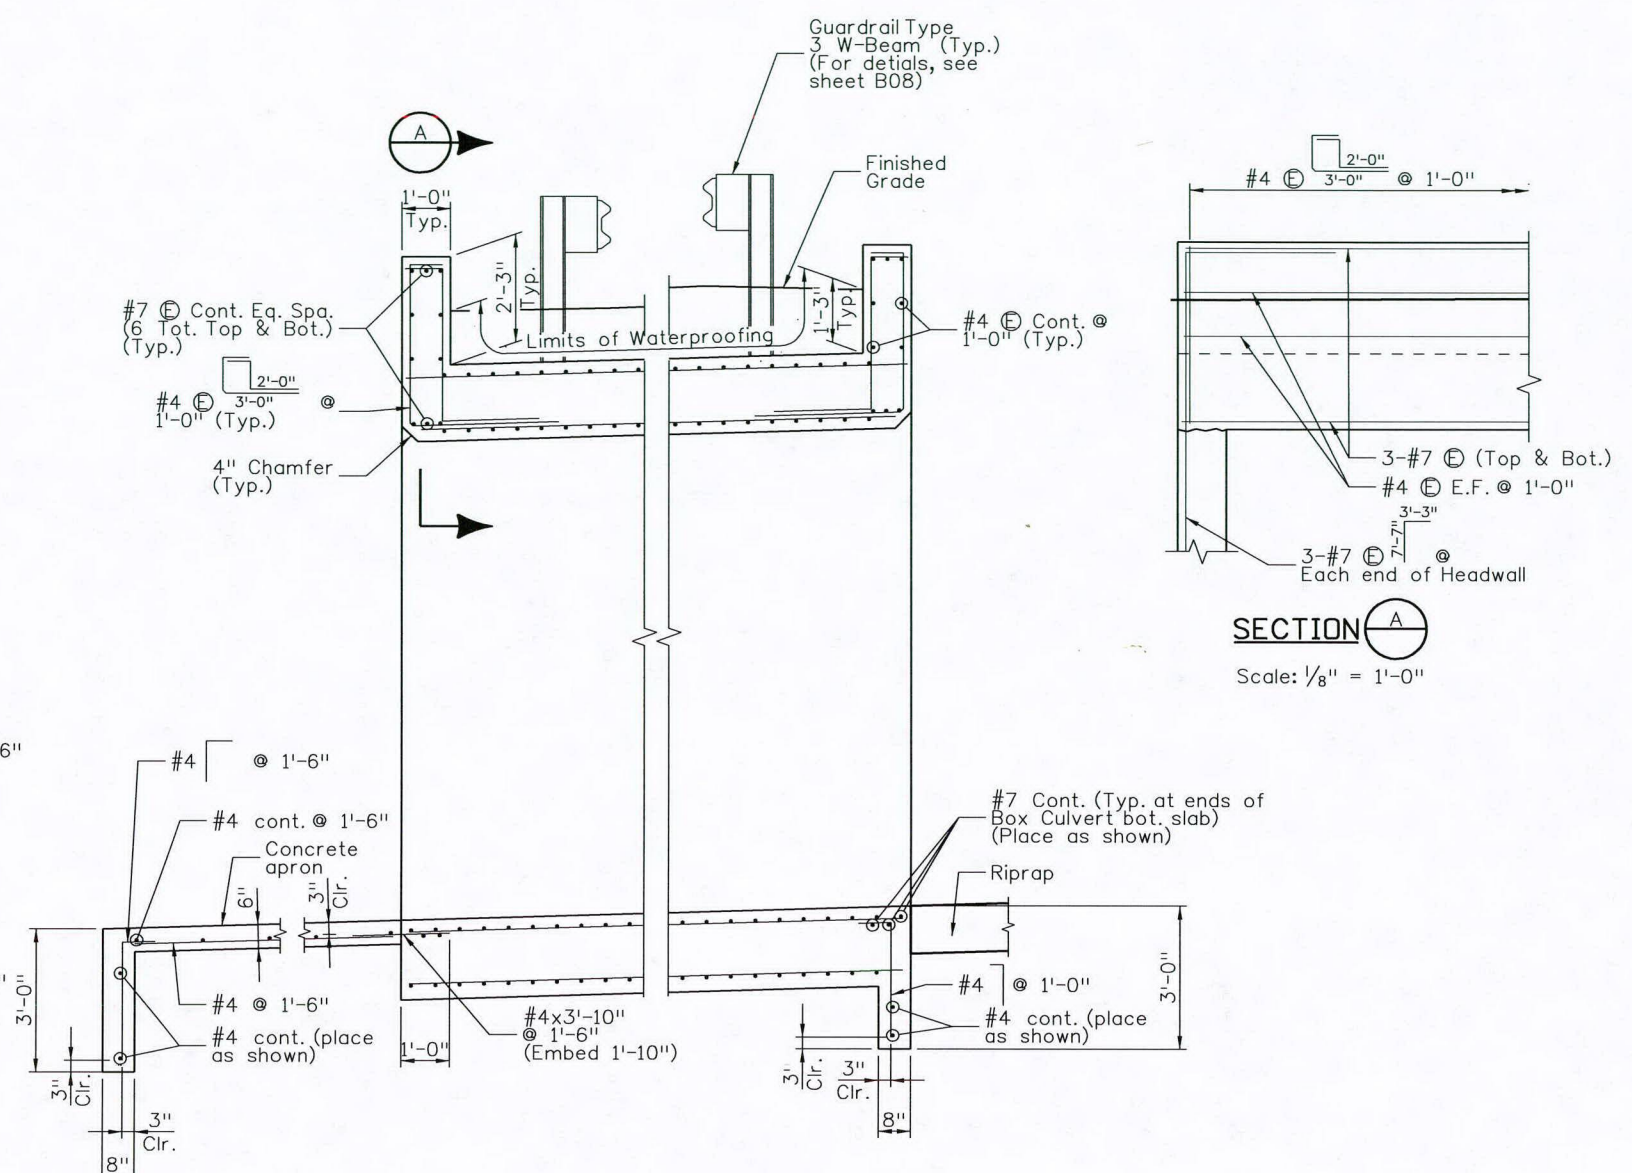 Guardrail Type
3 W-Beam (Typ.)
(For detials, see
sheet B08)
A
Finished
Grade
1'-0"
Typ.
2'-3"
Typ.
1'-3"
Typ.
Limits of Waterproofing
#7 Ⓔ Cont. Eq. Spa.
(6 Tot. Top & Bot.)
(Typ.)
2'-0"
#4 Ⓔ 3'-0" @
1'-0" (Typ.)
4" Chamfer
(Typ.)
#4 Ⓔ Cont. @
1'-0" (Typ.)
2'-0"
#4 Ⓔ 3'-0" @ 1'-0"
3-#7 Ⓔ (Top & Bot.)
#4 Ⓔ E.F. @ 1'-0"
3'-3"
7'-7"
3-#7 Ⓔ @
Each end of Headwall
SECTION A
Scale: 1/8" = 1'-0"
6"
#4 @ 1'-6"
#4 cont. @ 1'-6"
Concrete
apron
6"
3"
Clr.
#7 Cont. (Typ. at ends of
Box Culvert bot. slab)
(Place as shown)
Riprap
3'-0"
#4 @ 1'-6"
#4 cont. (place
as shown)
3"
Clr.
3"
Clr.
8"
1'-0"
#4x3'-10"
@ 1'-6"
(Embed 1'-10")
#4 @ 1'-0"
#4 cont. (place
as shown)
3'-0"
3"
Clr.
3"
Clr.
8"